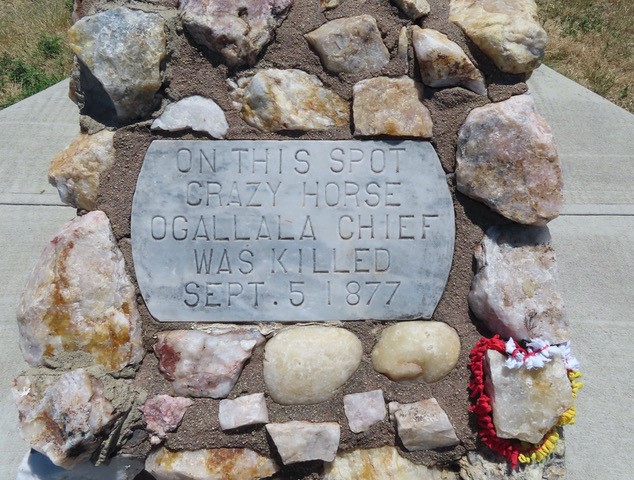 ON THIS SPOT
CRAZY HORSE
OGALLALA CHIEF
WAS KILLED
SEPT. 5 1877